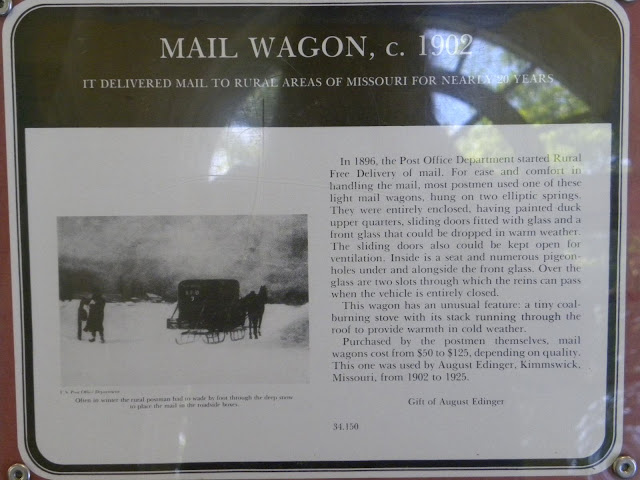 MAIL WAGON, c. 1902
IT DELIVERED MAIL TO RURAL AREAS OF MISSOURI FOR NEARLY 20 YEARS
In 1896, the Post Office Department started Rural
Free Delivery of mail. For ease and comfort in
handling the mail, most postmen used one of these
light mail wagons, hung on two elliptic springs.
They were entirely enclosed, having painted duck
upper quarters, sliding doors fitted with glass and a
front glass that could be dropped in warm weather.
The sliding doors also could be kept open for
ventilation. Inside is a seat and numerous pigeon-
holes under and alongside the front glass. Over the
glass are two slots through which the reins can pass
when the vehicle is entirely closed.
This wagon has an unusual feature: a tiny coal-
burning stove with its stack running through the
roof to provide warmth in cold weather.
Purchased by the postmen themselves, mail
wagons cost from $50 to $125, depending on quality.
This one was used by August Edinger, Kimmswick,
Missouri, from 1902 to 1925.
Gift of August Edinger
U.S. Post Office Department
Often in winter the rural postman had to wade by foot through the deep snow
to place the mail in the roadside boxes.
34.150